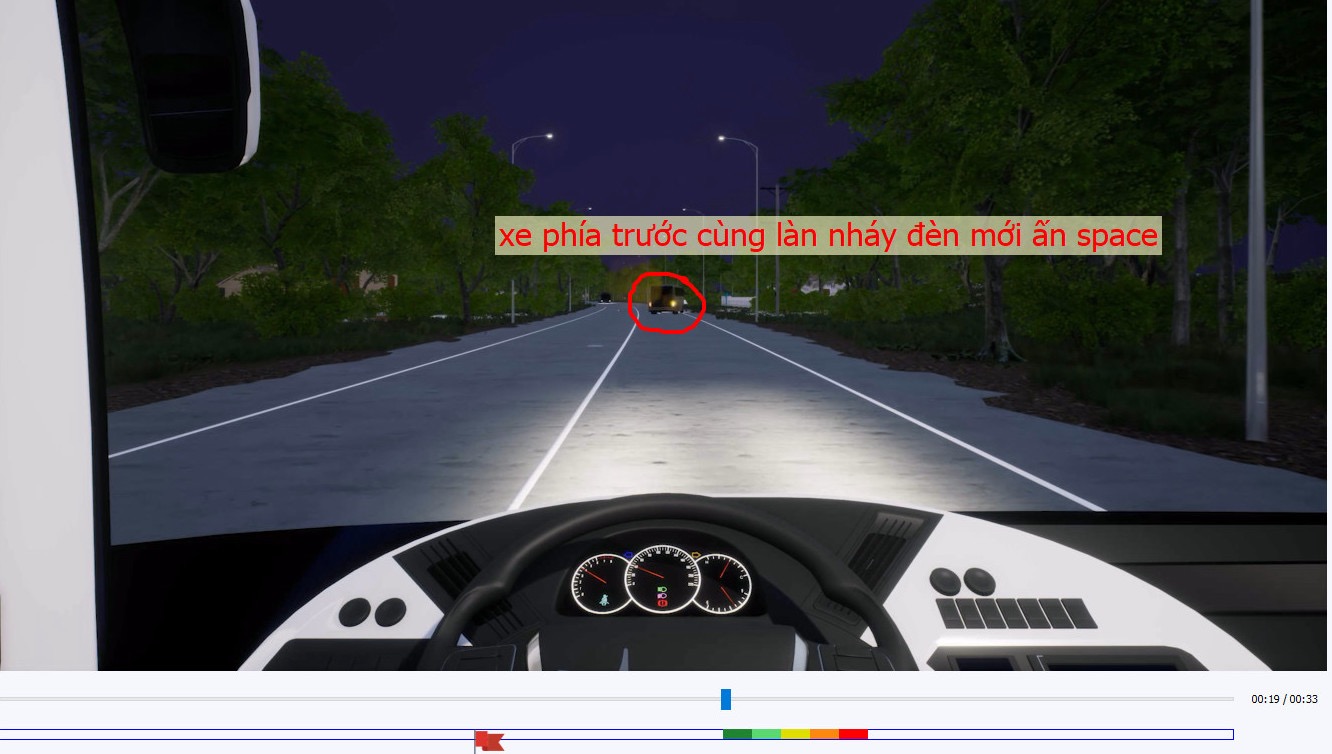 xe phía trước cùng làn nháy đèn mới ấn space
00:19 / 00:33